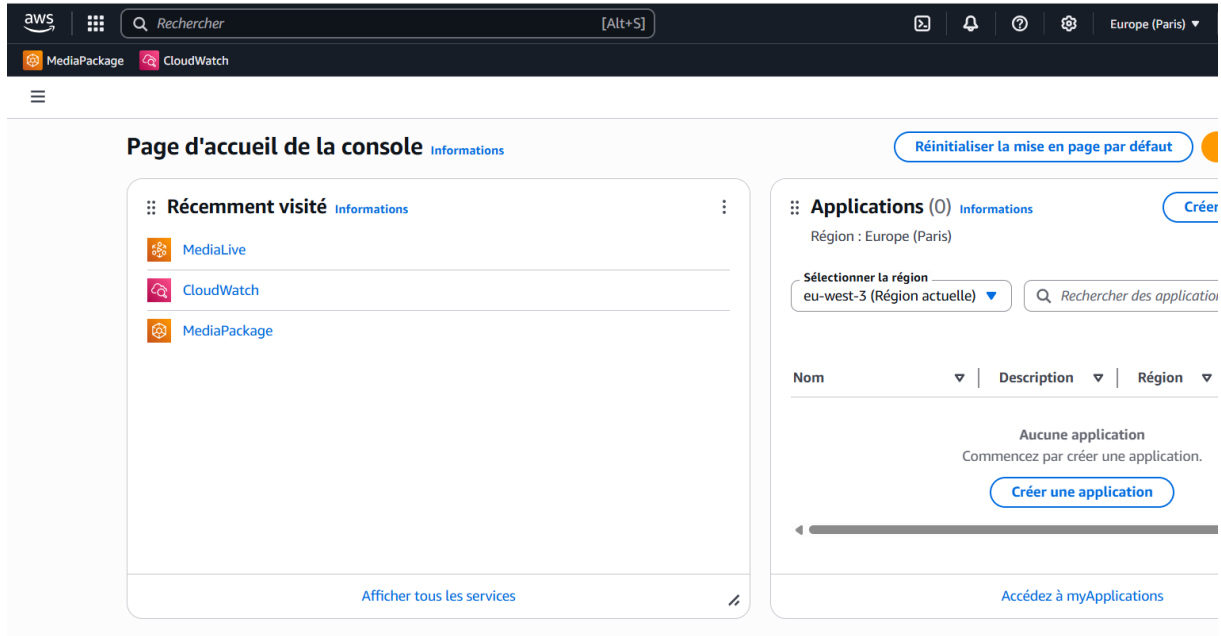 aws
Rechercher [Alt+S] Europe (Paris)
MediaPackage CloudWatch
Page d'accueil de la console Informations
Réinitialiser la mise en page par défaut
Récemment visité Informations
MediaLive
CloudWatch
MediaPackage
Afficher tous les services
Applications (0) Informations
Créer
Région : Europe (Paris)
Sélectionner la région
eu-west-3 (Région actuelle)
Rechercher des application
Nom Description Région
Aucune application
Commencez par créer une application.
Créer une application
Accédez à myApplications